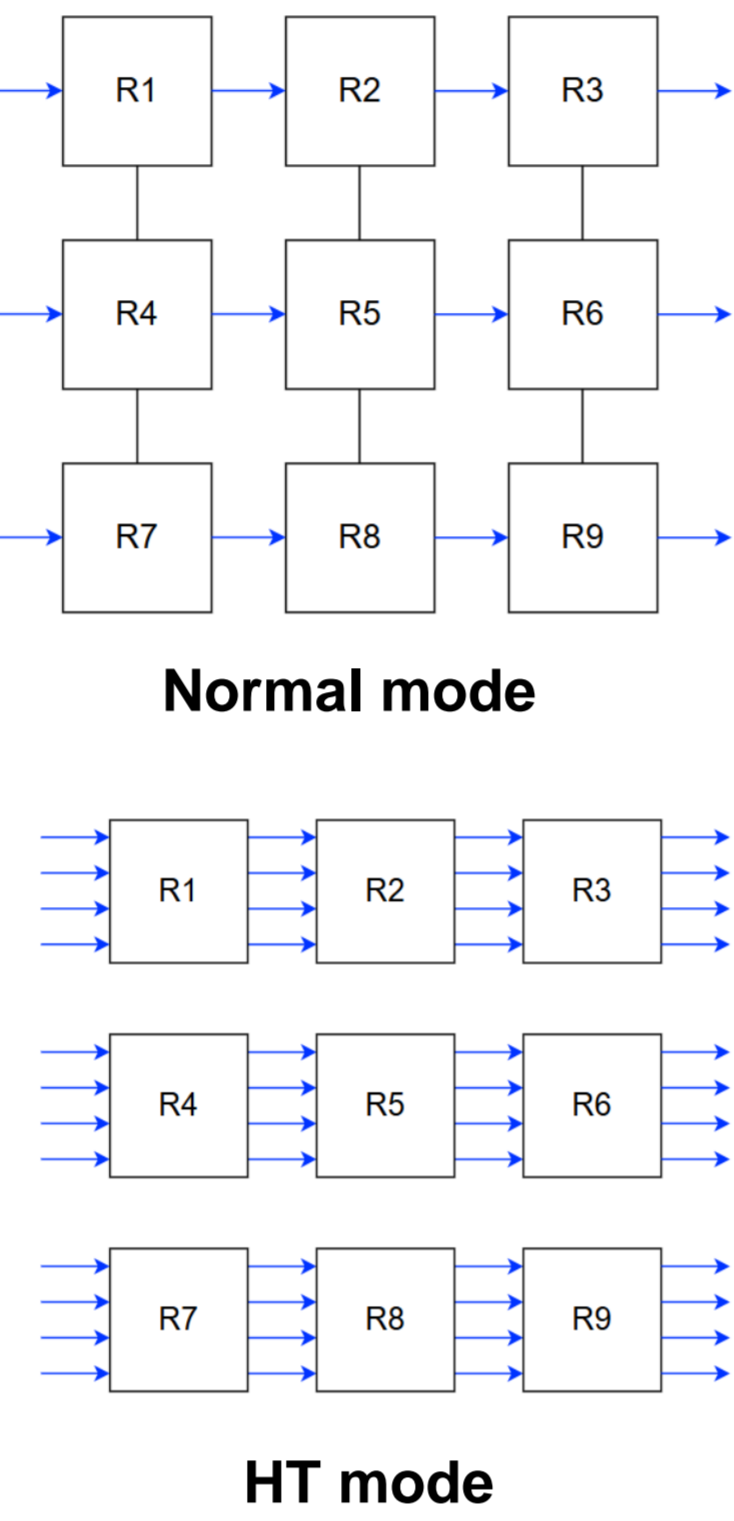 R1 R2 R3
R4 R5 R6
R7 R8 R9
Normal mode
R1 R2 R3
R4 R5 R6
R7 R8 R9
HT mode